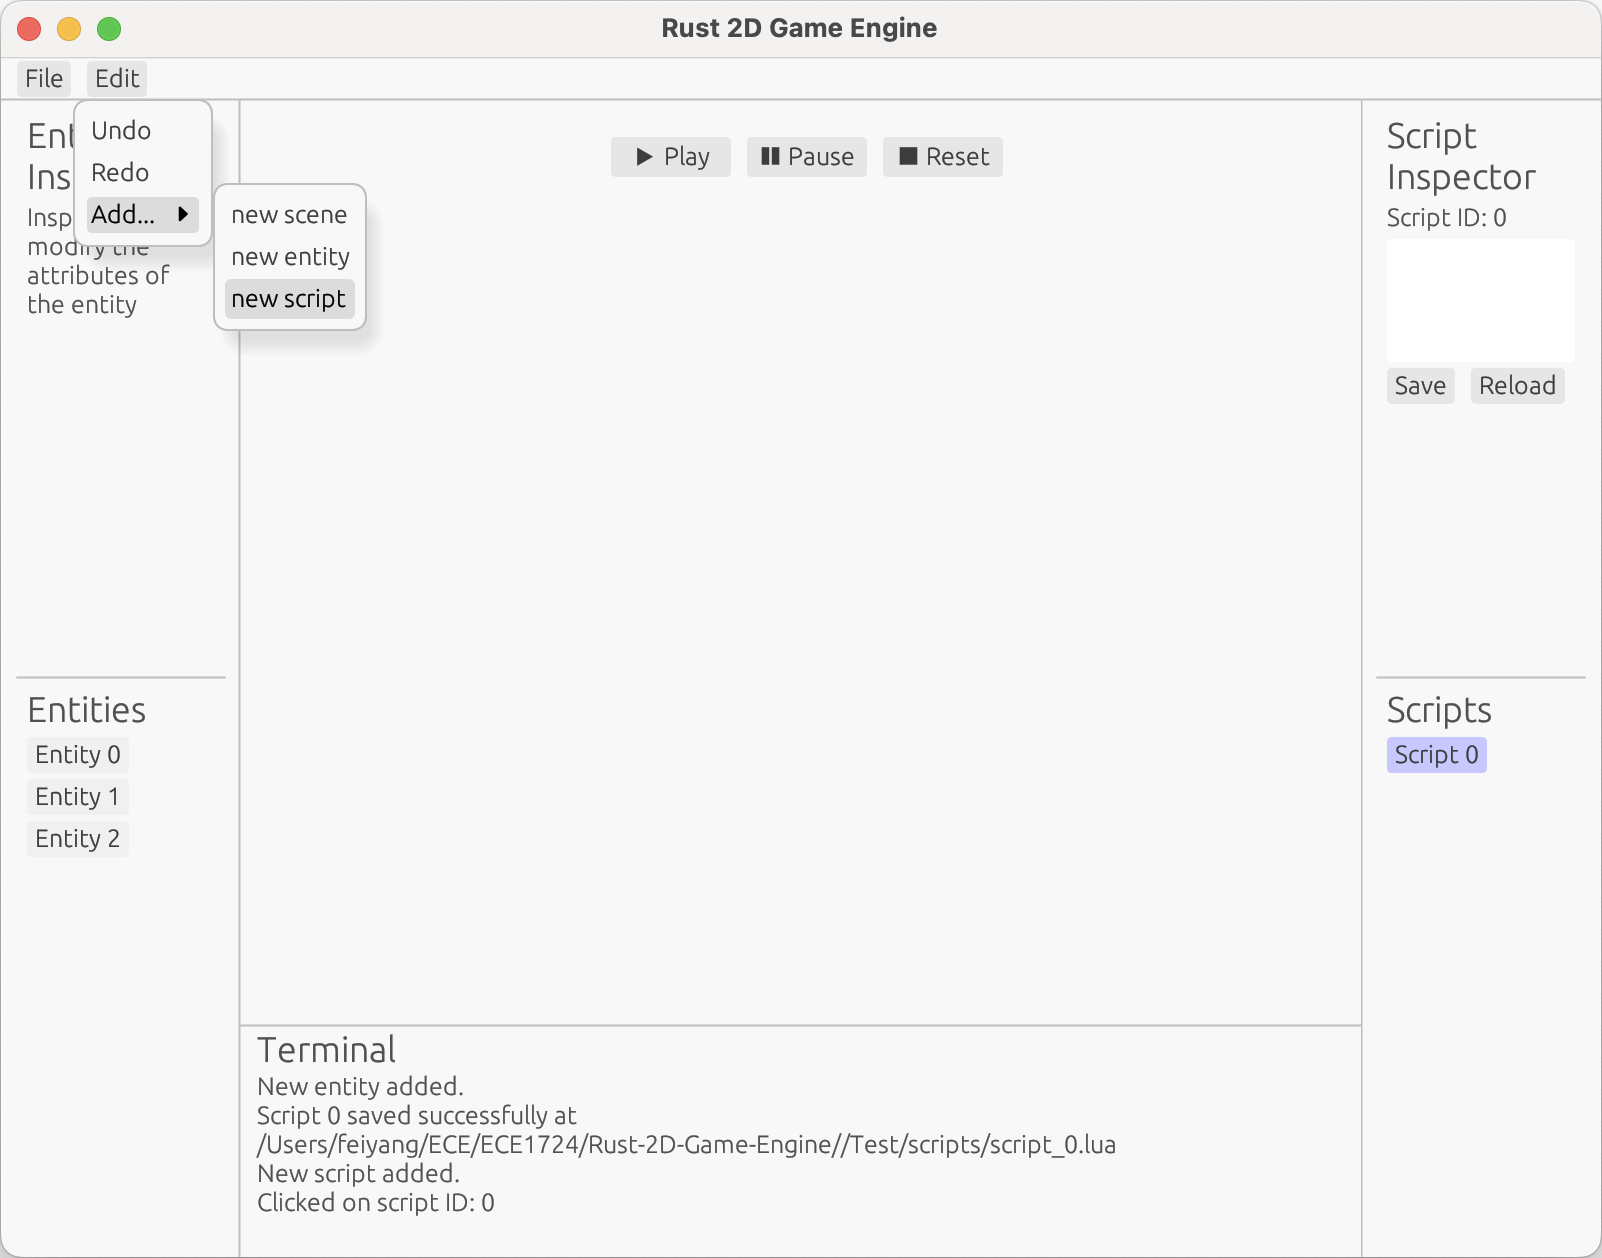 Rust 2D Game Engine
File Edit
Undo
Redo
Add...
new scene
new entity
new script
modify the
attributes of
the entity
Play Pause Reset
Script
Inspector
Script ID: 0
Save Reload
Entities
Entity 0
Entity 1
Entity 2
Scripts
Script 0
Terminal
New entity added.
Script 0 saved successfully at
/Users/feiyang/ECE/ECE1724/Rust-2D-Game-Engine//Test/scripts/script_0.lua
New script added.
Clicked on script ID: 0